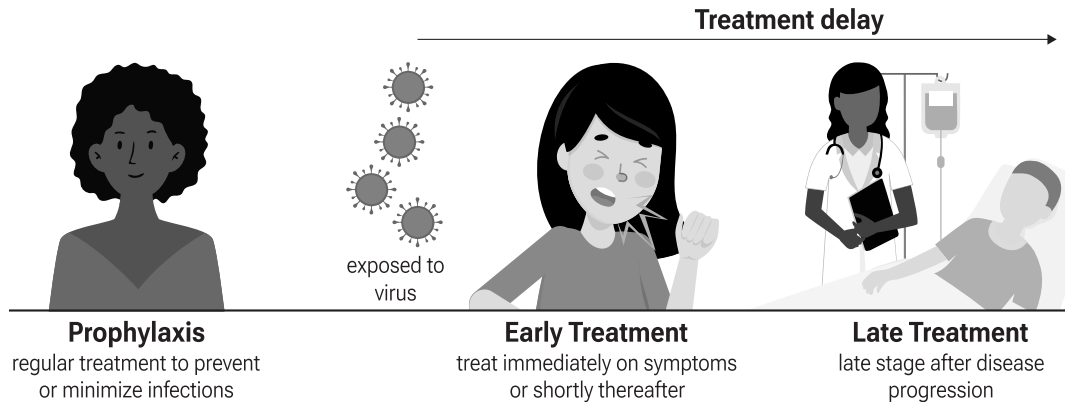 Treatment delay
exposed to
virus
Prophylaxis
regular treatment to prevent
or minimize infections
Early Treatment
treat immediately on symptoms
or shortly thereafter
Late Treatment
late stage after disease
progression